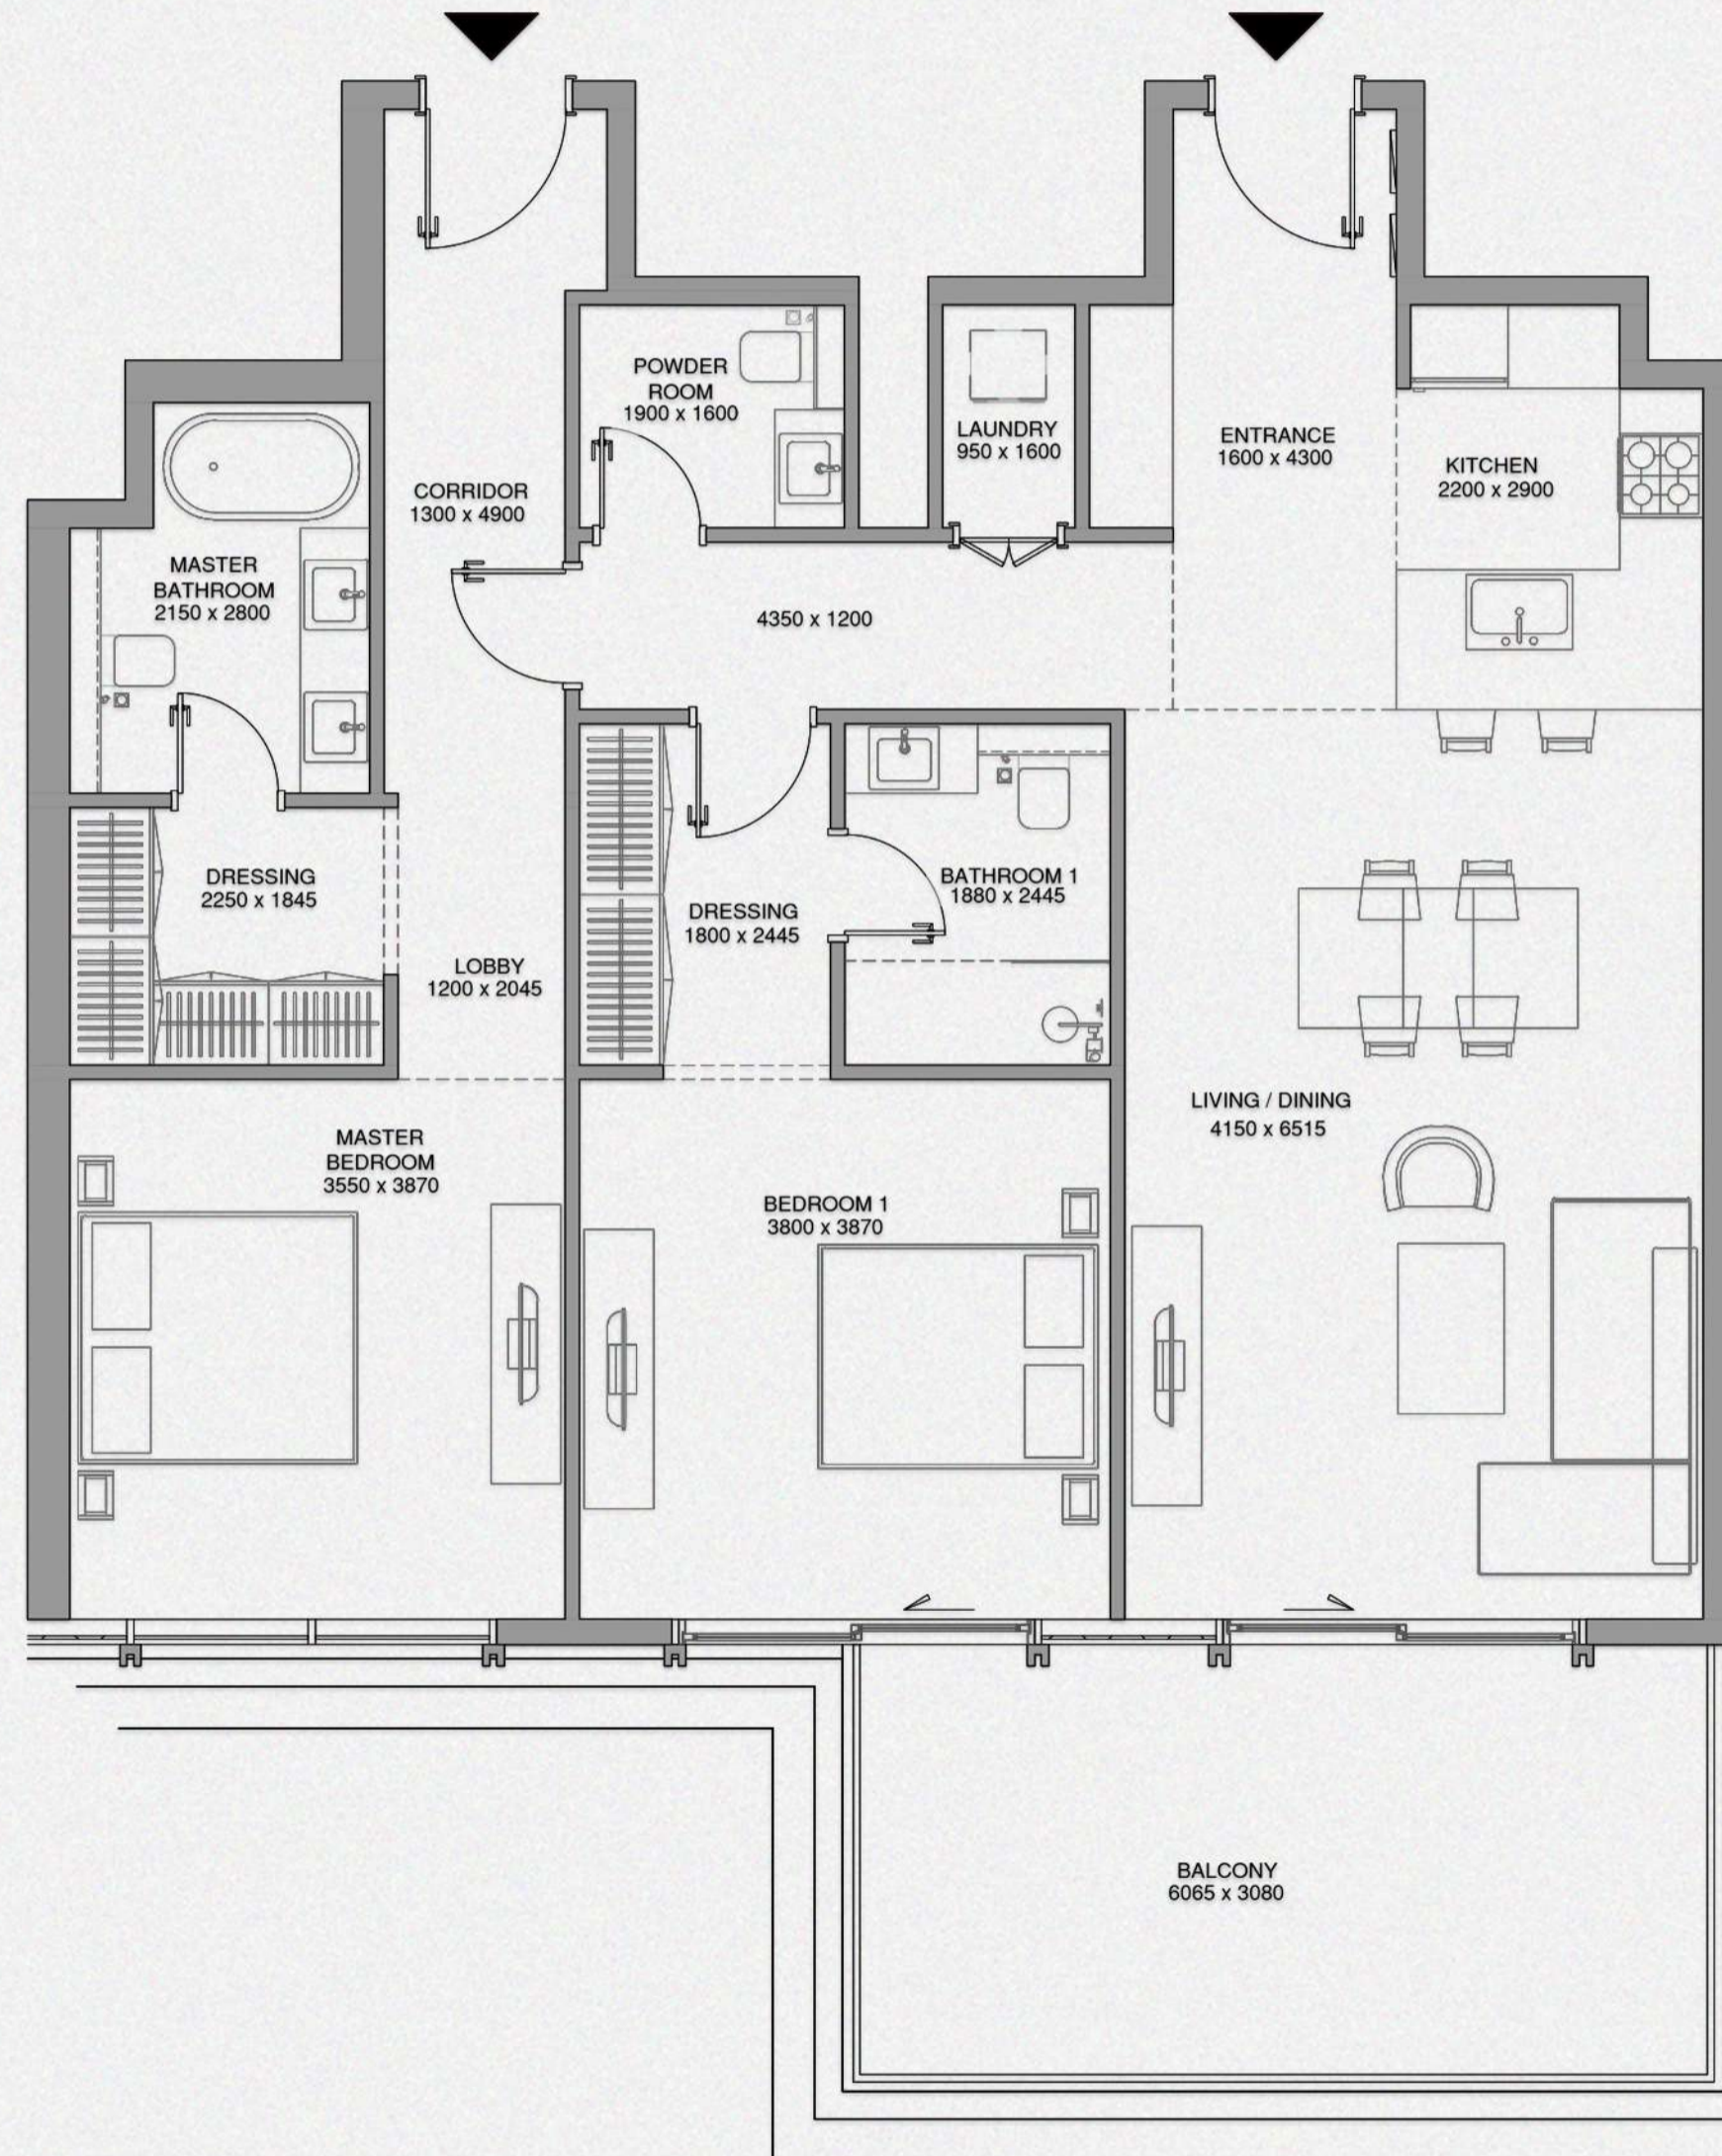 POWDER
ROOM
1900 x 1600
LAUNDRY
950 x 1600
ENTRANCE
1600 x 4300
KITCHEN
2200 x 2900
CORRIDOR
1300 x 4900
MASTER
BATHROOM
2150 x 2800
4350 x 1200
DRESSING
2250 x 1845
LOBBY
1200 x 2045
DRESSING
1800 x 2445
BATHROOM 1
1880 x 2445
LIVING / DINING
4150 x 6515
MASTER
BEDROOM
3550 x 3870
BEDROOM 1
3800 x 3870
BALCONY
6065 x 3080